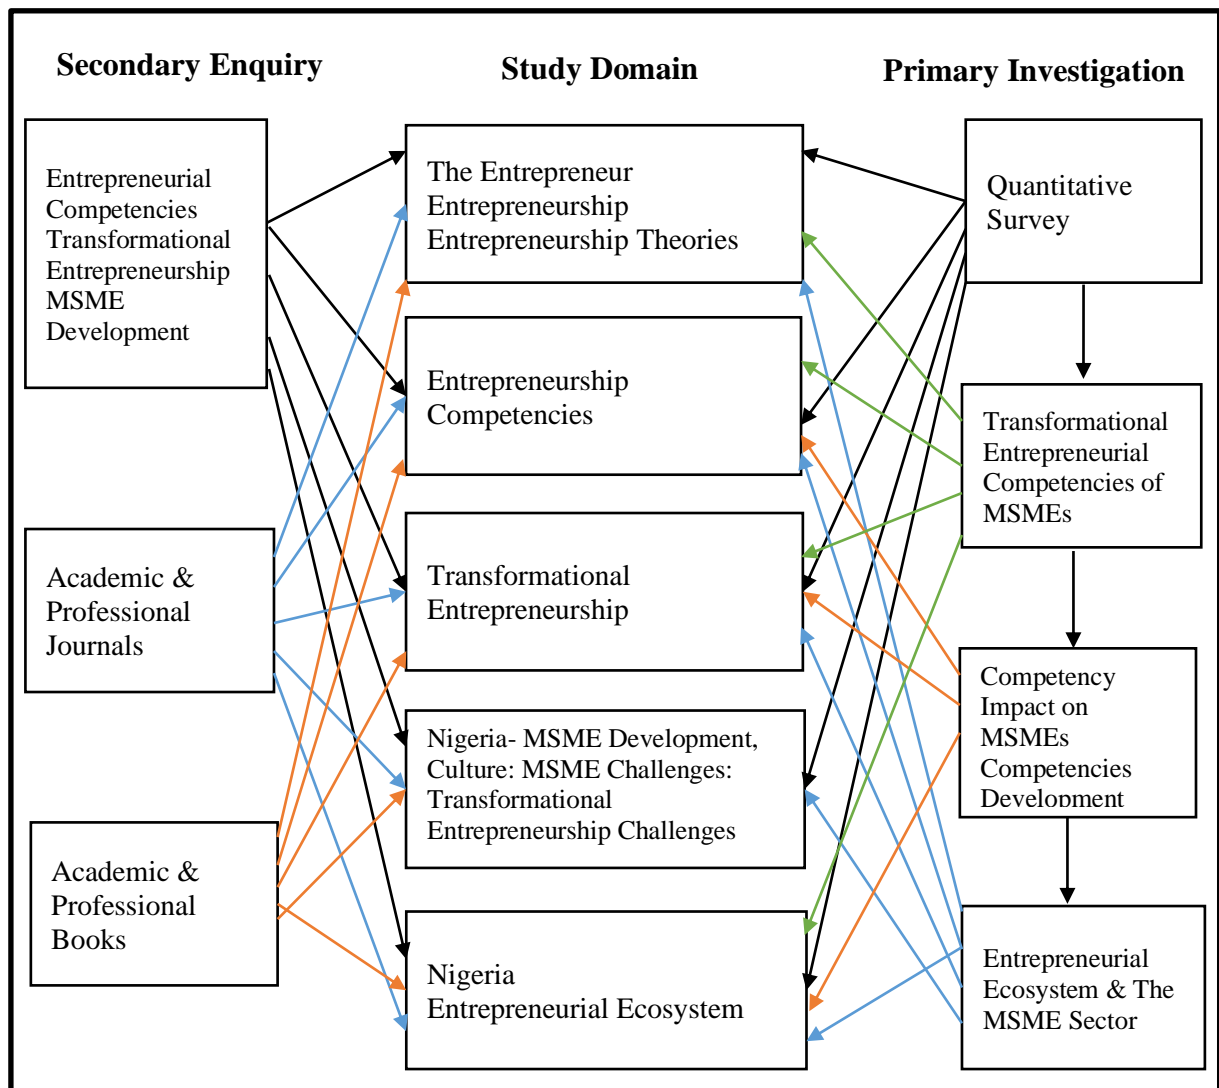 Secondary Enquiry
Study Domain
Primary Investigation
Entrepreneurial
Competencies
Transformational
Entrepreneurship
MSME
Development
Academic &
Professional
Journals
Academic &
Professional
Books
The Entrepreneur
Entrepreneurship
Entrepreneurship Theories
Entrepreneurship
Competencies
Transformational
Entrepreneurship
Nigeria- MSME Development,
Culture: MSME Challenges:
Transformational
Entrepreneurship Challenges
Nigeria
Entrepreneurial Ecosystem
Quantitative
Survey
Transformational
Entrepreneurial
Competencies of
MSMEs
Competency
Impact on
MSMEs
Competencies
Development
Entrepreneurial
Ecosystem & The
MSME Sector